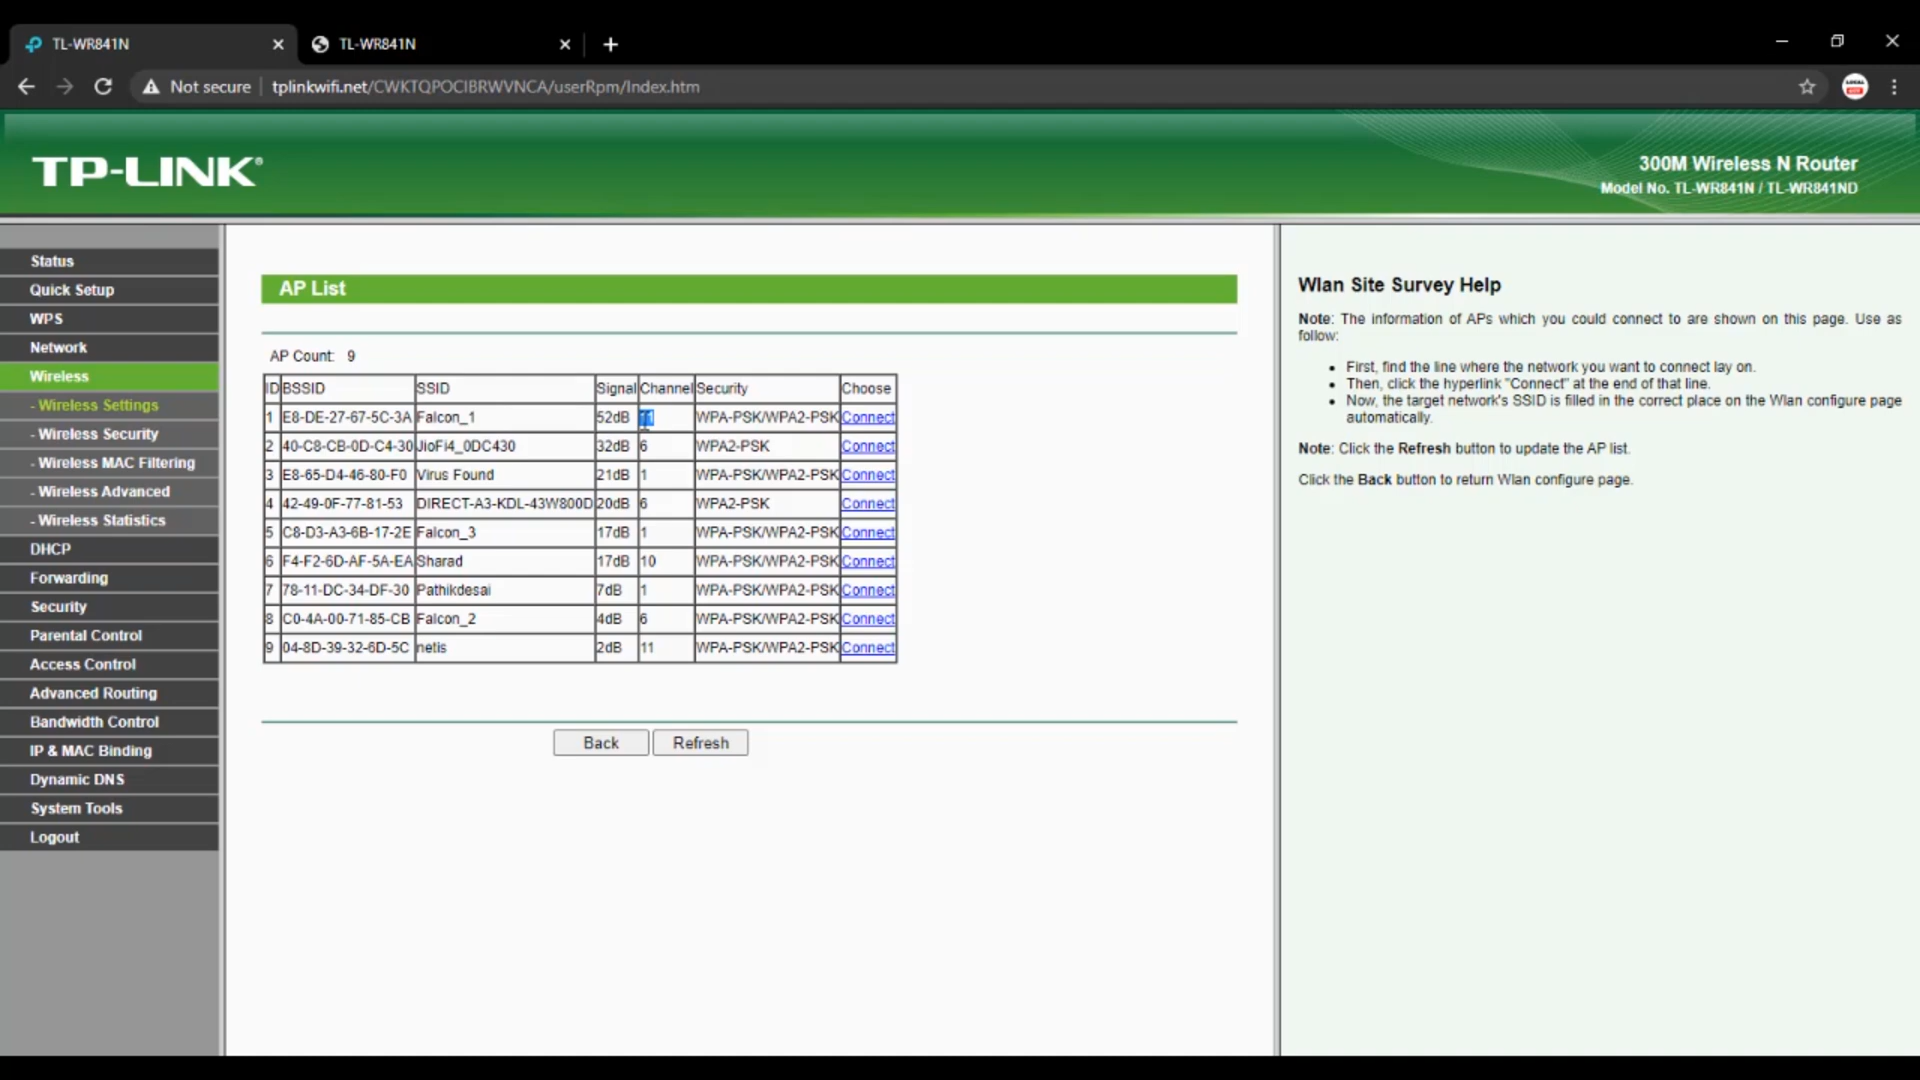 TL-WR841N
TL-WR841N
Not secure tplinkwifi.net/CWKTQPOCIBRWVNCA/userRpm/Index.htm
TP-LINK®
300M Wireless N Router
Model No. TL-WR841N / TL-WR841ND
Status
Quick Setup
WPS
Network
Wireless
- Wireless Settings
- Wireless Security
- Wireless MAC Filtering
- Wireless Advanced
- Wireless Statistics
DHCP
Forwarding
Security
Parental Control
Access Control
Advanced Routing
Bandwidth Control
IP & MAC Binding
Dynamic DNS
System Tools
Logout
AP List
AP Count: 9
ID BSSID SSID Signal Channel Security Choose
1 E8-DE-27-67-5C-3A Falcon_1 52dB 11 WPA-PSK/WPA2-PSK Connect
2 40-C8-CB-0D-C4-30 JioFi4_0DC430 32dB 6 WPA2-PSK Connect
3 E8-65-D4-46-80-F0 Virus Found 21dB 1 WPA-PSK/WPA2-PSK Connect
4 42-49-0F-77-81-53 DIRECT-A3-KDL-43W800D 20dB 6 WPA2-PSK Connect
5 C8-D3-A3-6B-17-2E Falcon_3 17dB 1 WPA-PSK/WPA2-PSK Connect
6 F4-F2-6D-AF-5A-EA Sharad 17dB 10 WPA-PSK/WPA2-PSK Connect
7 78-11-DC-34-DF-30 Pathikdesai 7dB 1 WPA-PSK/WPA2-PSK Connect
8 C0-4A-00-71-85-CB Falcon_2 4dB 6 WPA-PSK/WPA2-PSK Connect
9 04-8D-39-32-6D-5C netis 2dB 11 WPA-PSK/WPA2-PSK Connect
Back Refresh
Wlan Site Survey Help
Note: The information of APs which you could connect to are shown on this page. Use as
follow:
• First, find the line where the network you want to connect lay on.
• Then, click the hyperlink "Connect" at the end of that line.
• Now, the target network's SSID is filled in the correct place on the Wlan configure page
automatically.
Note: Click the Refresh button to update the AP list.
Click the Back button to return Wlan configure page.